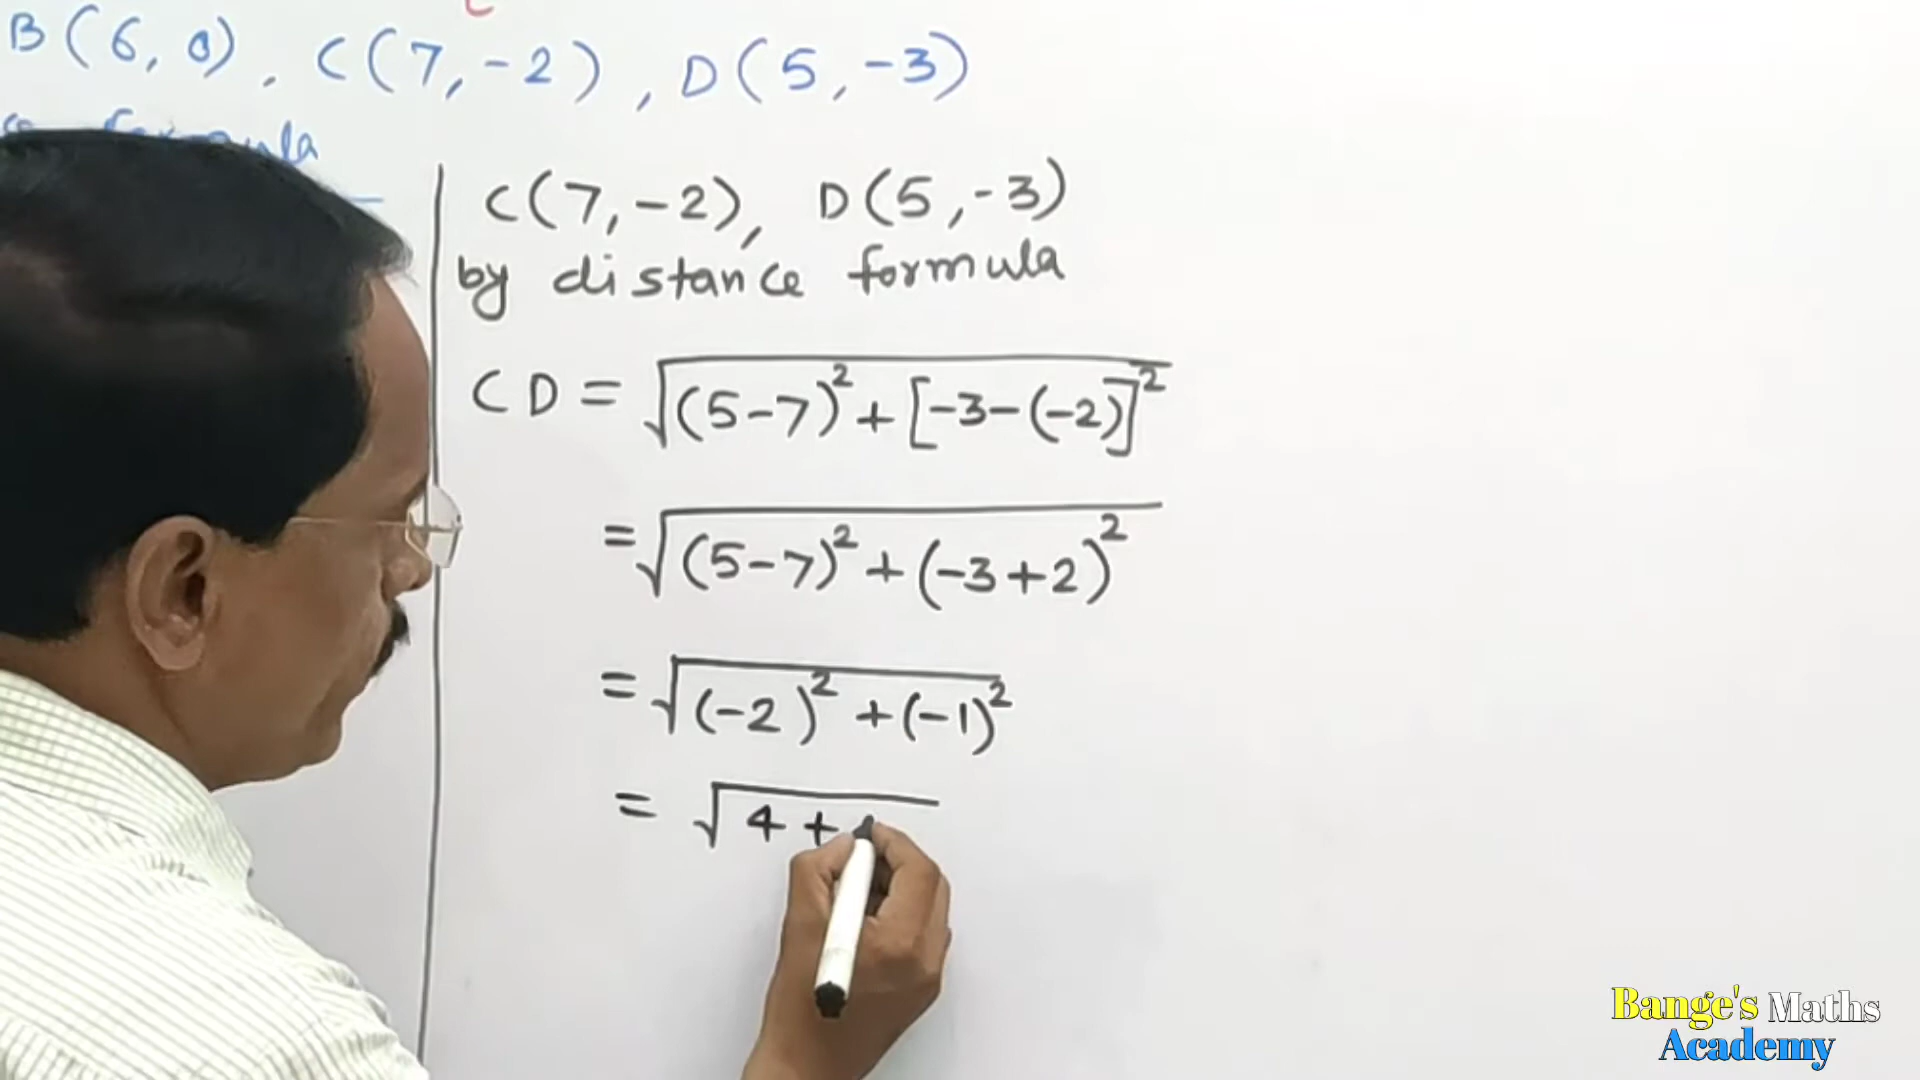 B(6,0), C(7,-2), D(5,-3)
formula
C(7,-2), D(5,-3)
by distance formula
CD = √(5-7)² + [-3-(-2)]²
= √(5-7)² + (-3+2)²
= √(-2)² + (-1)²
= √4 +
Bange's Maths
Academy